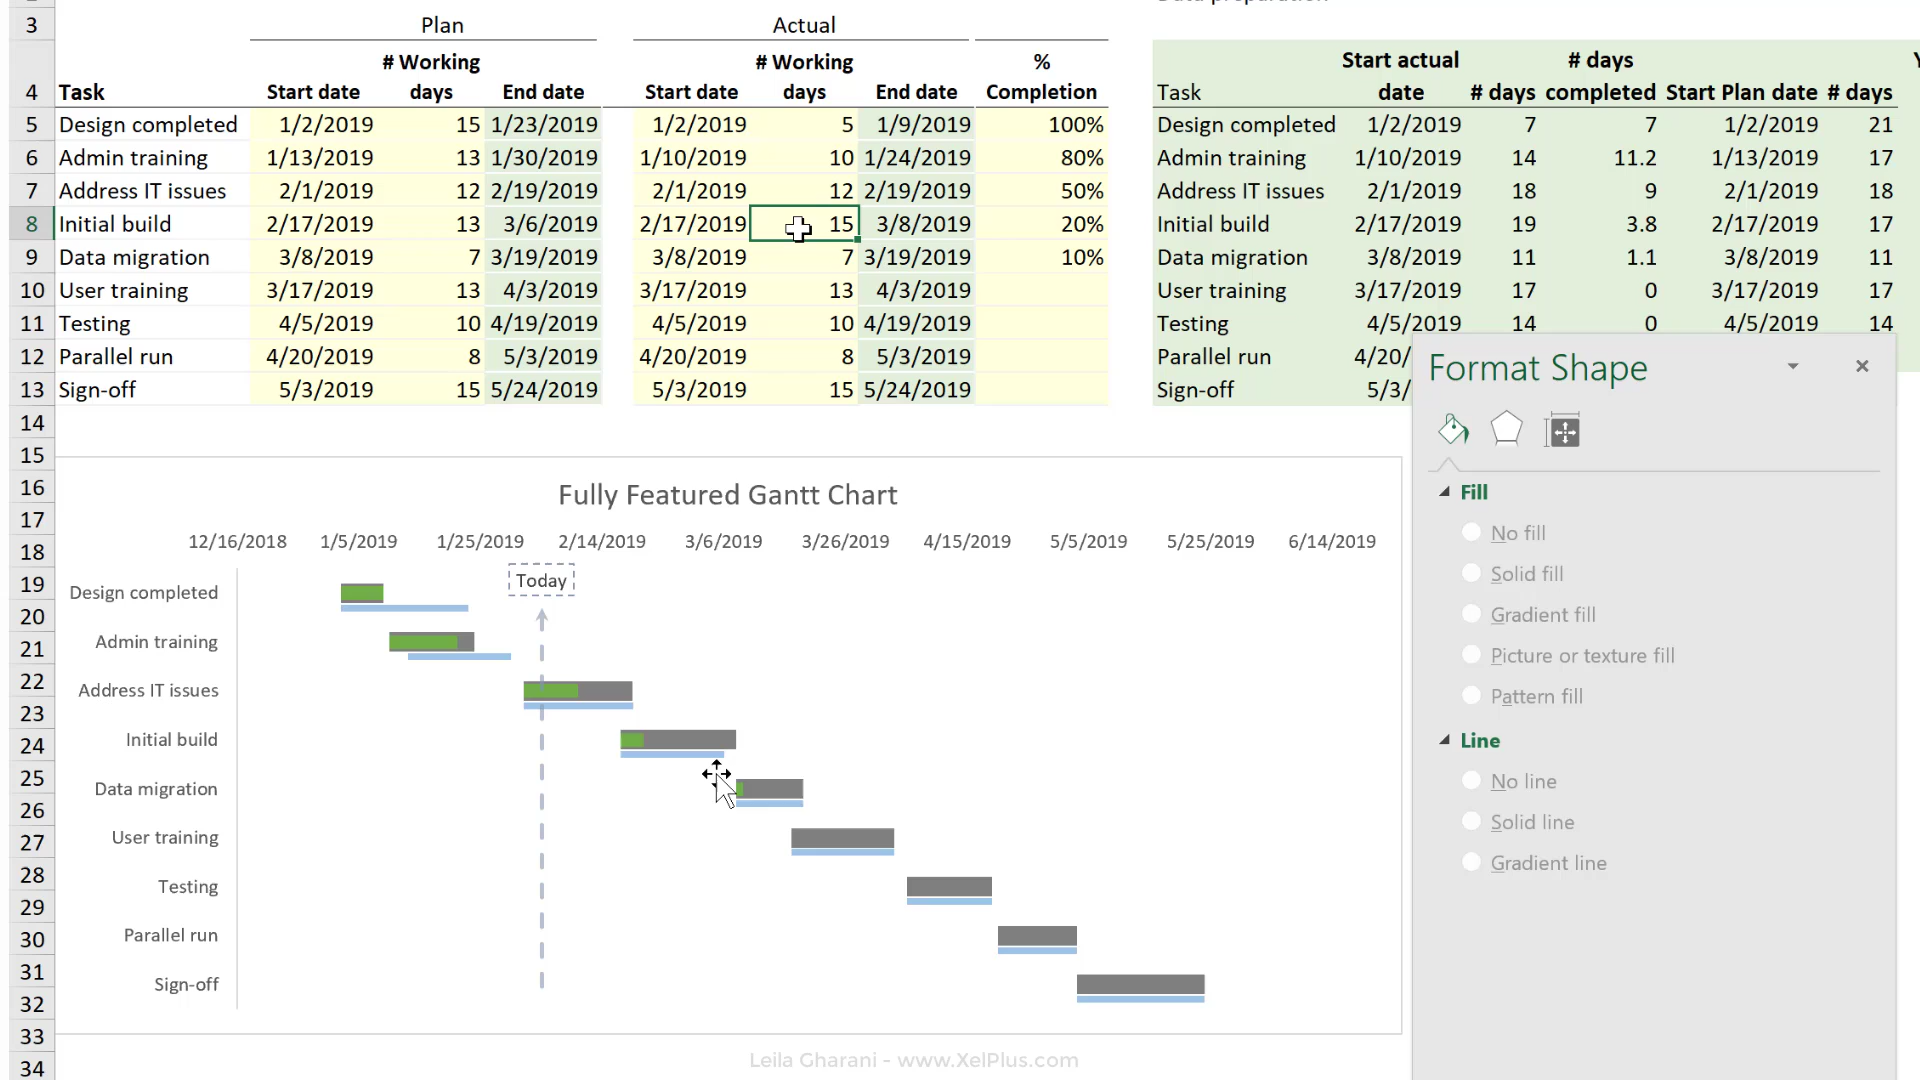 3 Plan Actual
# Working # Working % Start actual # days
4 Task Start date days End date Start date days End date Completion Task date # days completed Start Plan date # days
5 Design completed 1/2/2019 15 1/23/2019 1/2/2019 5 1/9/2019 100% Design completed 1/2/2019 7 7 1/2/2019 21
6 Admin training 1/13/2019 13 1/30/2019 1/10/2019 10 1/24/2019 80% Admin training 1/10/2019 14 11.2 1/13/2019 17
7 Address IT issues 2/1/2019 12 2/19/2019 2/1/2019 12 2/19/2019 50% Address IT issues 2/1/2019 18 9 2/1/2019 18
8 Initial build 2/17/2019 13 3/6/2019 2/17/2019 15 3/8/2019 20% Initial build 2/17/2019 19 3.8 2/17/2019 17
9 Data migration 3/8/2019 7 3/19/2019 3/8/2019 7 3/19/2019 10% Data migration 3/8/2019 11 1.1 3/8/2019 11
10 User training 3/17/2019 13 4/3/2019 3/17/2019 13 4/3/2019 User training 3/17/2019 17 0 3/17/2019 17
11 Testing 4/5/2019 10 4/19/2019 4/5/2019 10 4/19/2019 Testing 4/5/2019 14 0 4/5/2019 14
12 Parallel run 4/20/2019 8 5/3/2019 4/20/2019 8 5/3/2019 Parallel run 4/20/
13 Sign-off 5/3/2019 15 5/24/2019 5/3/2019 15 5/24/2019 Sign-off 5/3/
14
15
16
17
18
19
20
21
22
23
24
25
26
27
28
29
30
31
32
33
34
Fully Featured Gantt Chart
12/16/2018 1/5/2019 1/25/2019 2/14/2019 3/6/2019 3/26/2019 4/15/2019 5/5/2019 5/25/2019 6/14/2019
Today
Design completed
Admin training
Address IT issues
Initial build
Data migration
User training
Testing
Parallel run
Sign-off
Format Shape
Fill
No fill
Solid fill
Gradient fill
Picture or texture fill
Pattern fill
Line
No line
Solid line
Gradient line
Leila Gharani - www.XelPlus.com